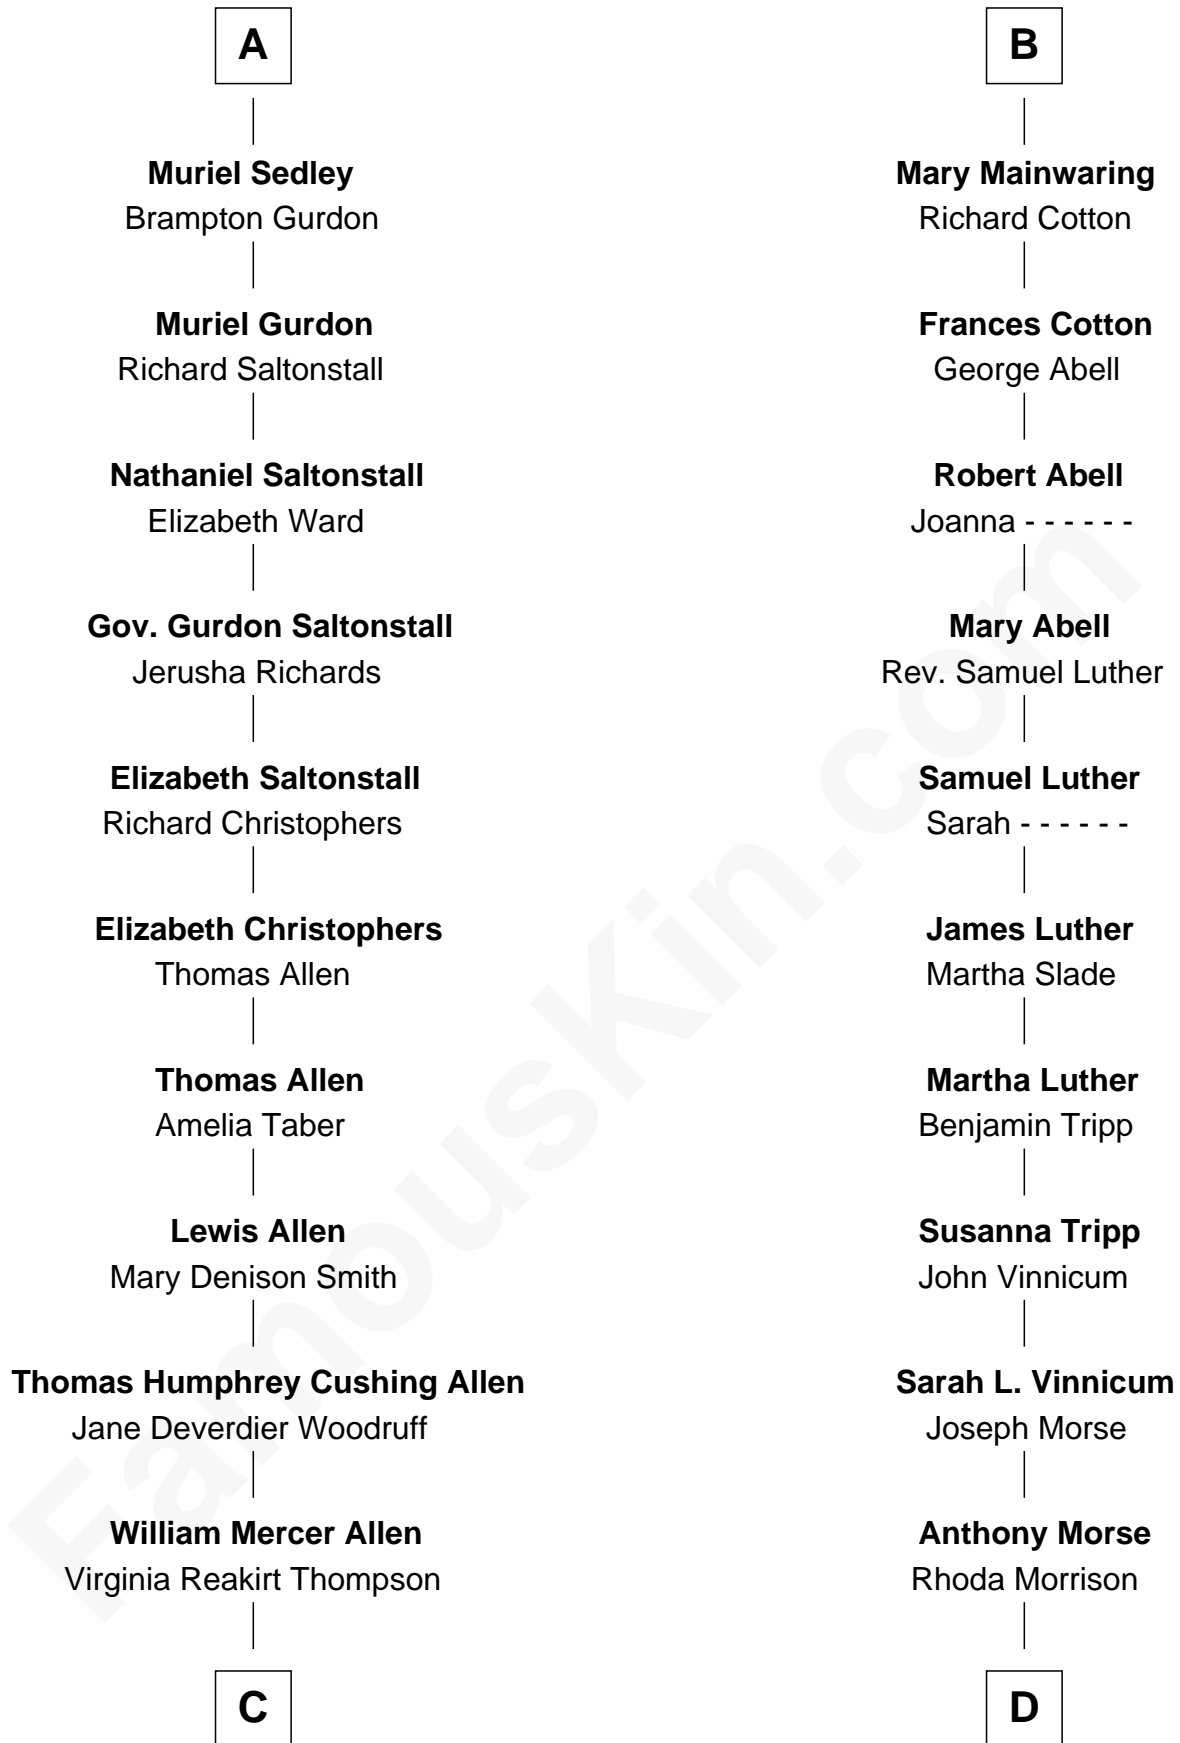 A
Muriel Sedley
Brampton Gurdon
Muriel Gurdon
Richard Saltonstall
Nathaniel Saltonstall
Elizabeth Ward
Gov. Gurdon Saltonstall
Jerusha Richards
Elizabeth Saltonstall
Richard Christophers
Elizabeth Christophers
Thomas Allen
Thomas Allen
Amelia Taber
Lewis Allen
Mary Denison Smith
Thomas Humphrey Cushing Allen
Jane Deverdier Woodruff
William Mercer Allen
Virginia Reakirt Thompson
C
B
Mary Mainwaring
Richard Cotton
Frances Cotton
George Abell
Robert Abell
Joanna - - - - - -
Mary Abell
Rev. Samuel Luther
Samuel Luther
Sarah - - - - - -
James Luther
Martha Slade
Martha Luther
Benjamin Tripp
Susanna Tripp
John Vinnicum
Sarah L. Vinnicum
Joseph Morse
Anthony Morse
Rhoda Morrison
D
FamousKin.com